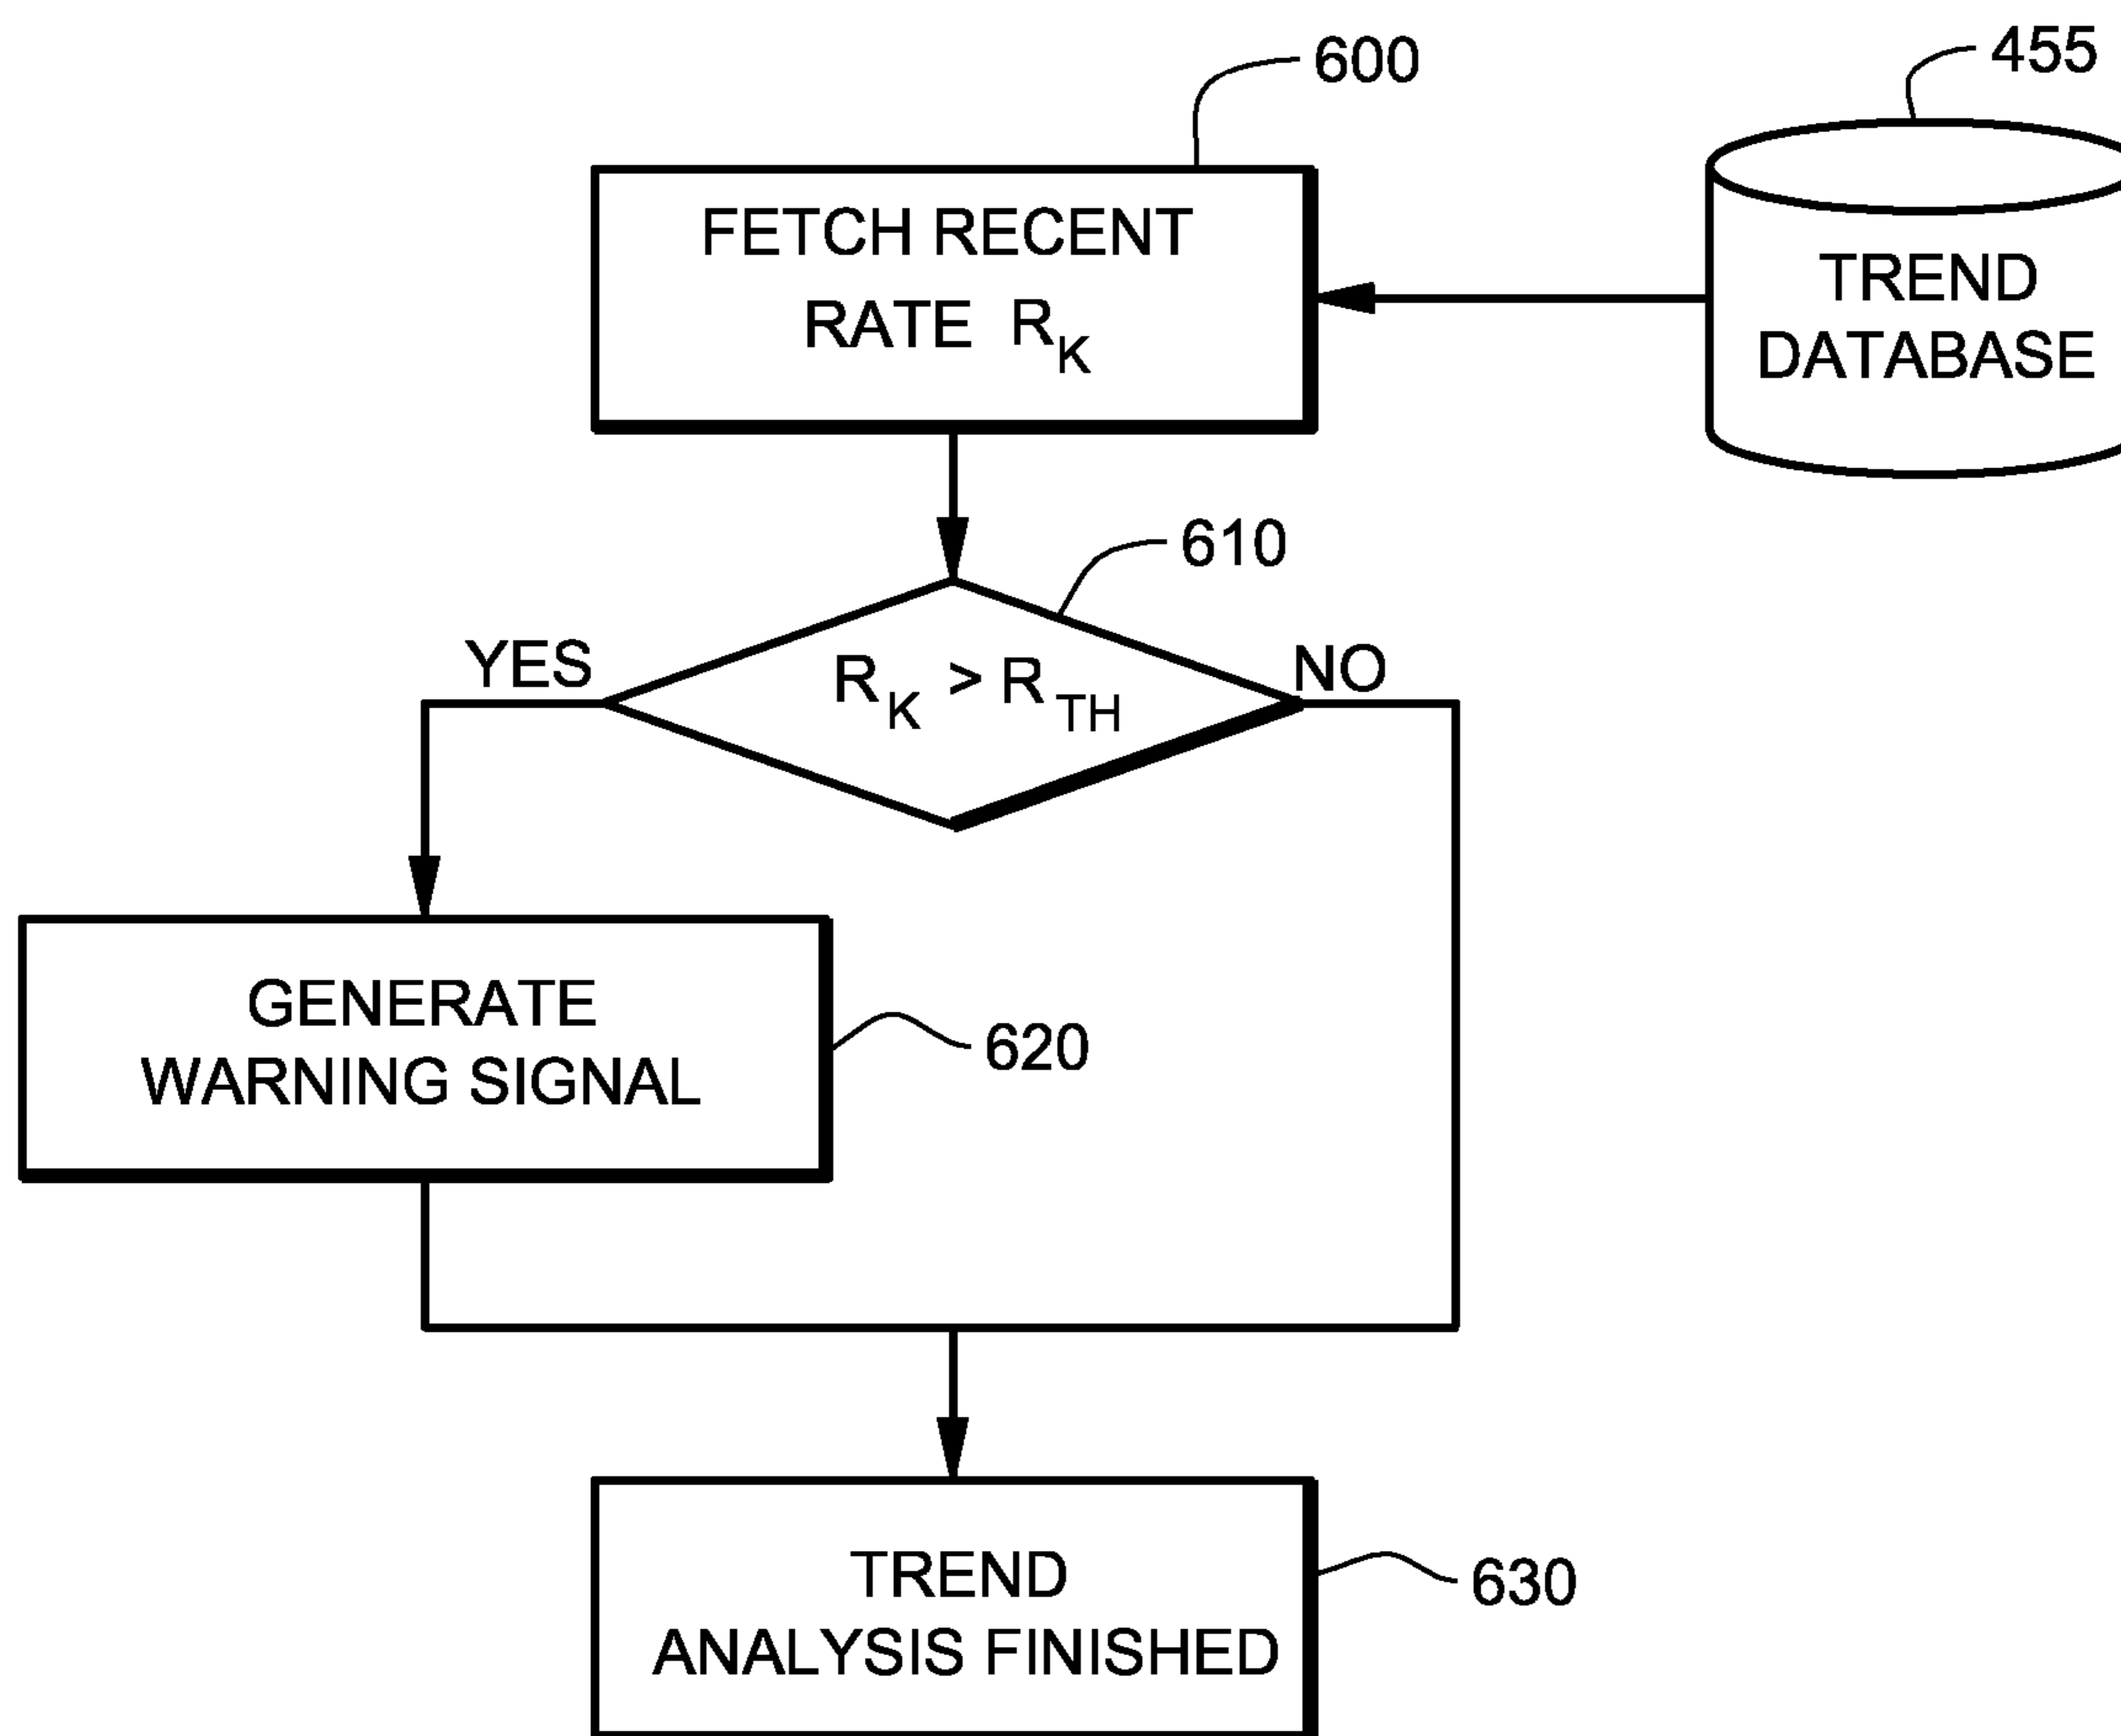 600
455
FETCH RECENT
RATE R_K
TREND
DATABASE
610
YES
R_K > R_TH
NO
GENERATE
WARNING SIGNAL
620
TREND
ANALYSIS FINISHED
630